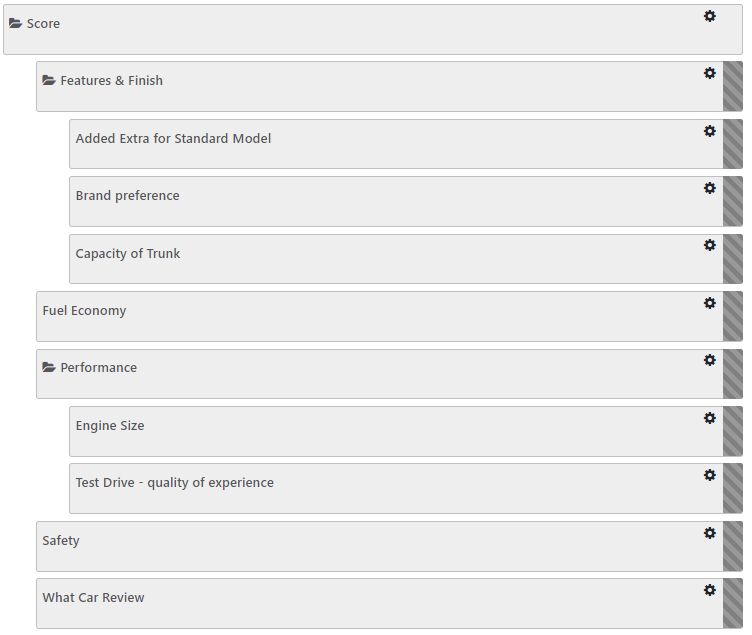 Score
Features & Finish
Added Extra for Standard Model
Brand preference
Capacity of Trunk
Fuel Economy
Performance
Engine Size
Test Drive - quality of experience
Safety
What Car Review